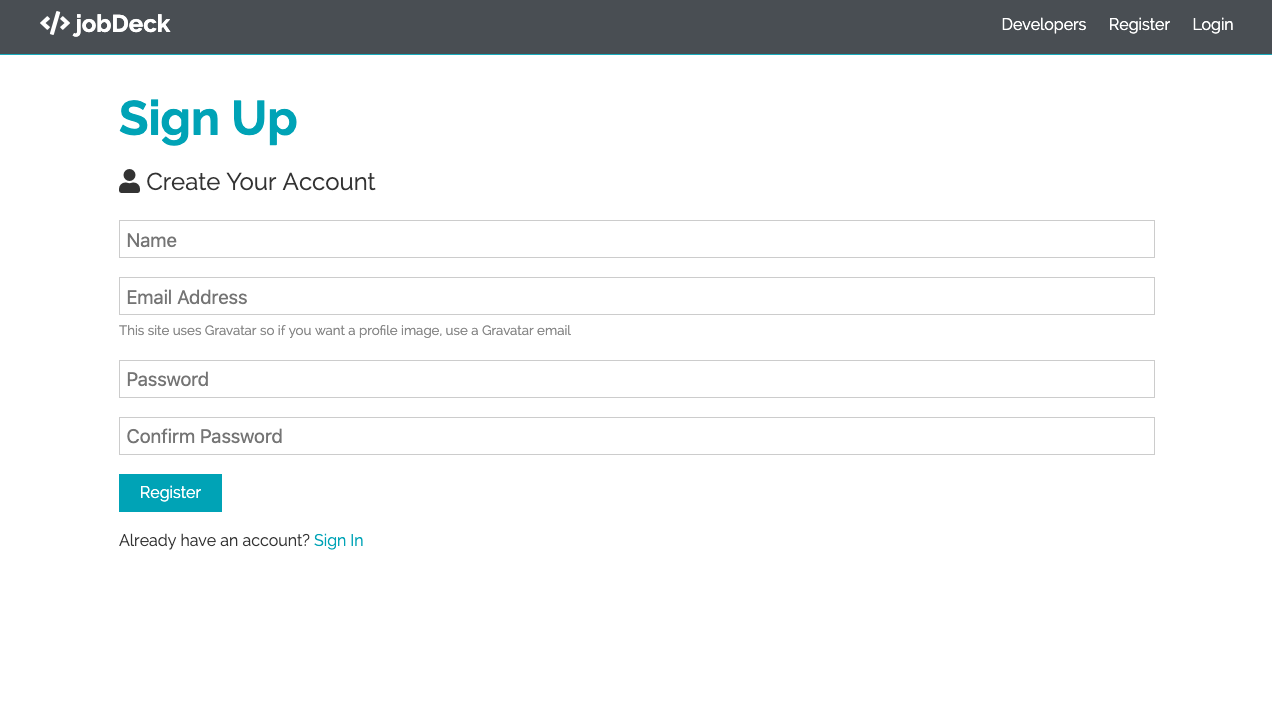 </> jobDeck
Developers Register Login
Sign Up
Create Your Account
Name
Email Address
This site uses Gravatar so if you want a profile image, use a Gravatar email
Password
Confirm Password
Register
Already have an account? Sign In